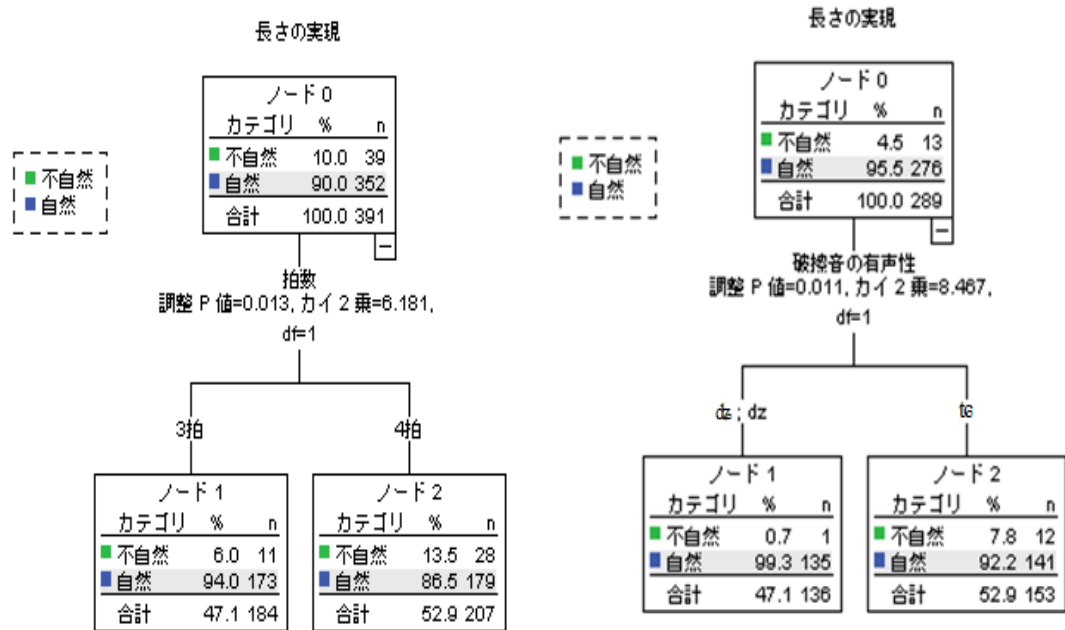 長さの実現
ノード 0
カテゴリ % n
不自然 10.0 39
自然 90.0 352
合計 100.0 391
不自然
自然
拍数
調整 P 値=0.013, カイ 2 乗=6.181,
df=1
3拍
4拍
ノード 1
カテゴリ % n
不自然 6.0 11
自然 94.0 173
合計 47.1 184
ノード 2
カテゴリ % n
不自然 13.5 28
自然 86.5 179
合計 52.9 207
長さの実現
ノード 0
カテゴリ % n
不自然 4.5 13
自然 95.5 276
合計 100.0 289
不自然
自然
破擦音の有声性
調整 P 値=0.011, カイ 2 乗=8.467,
df=1
; dz
ノード 1
カテゴリ % n
不自然 0.7 1
自然 99.3 135
合計 47.1 136
ノード 2
カテゴリ % n
不自然 7.8 12
自然 92.2 141
合計 52.9 153